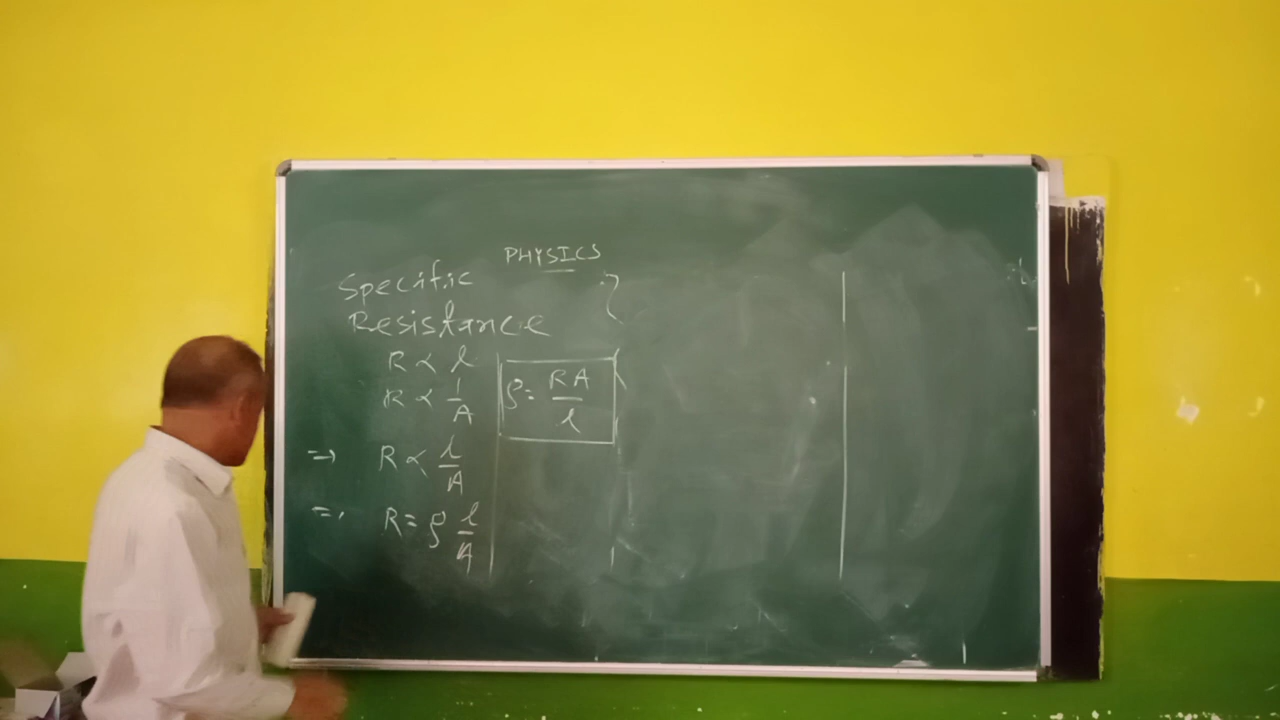 PHYSICS
Specific
Resistance
R ∝ l
R ∝ 1/A
⇒ R ∝ l/A
⇒ R = ρ l/A
ρ = RA/l